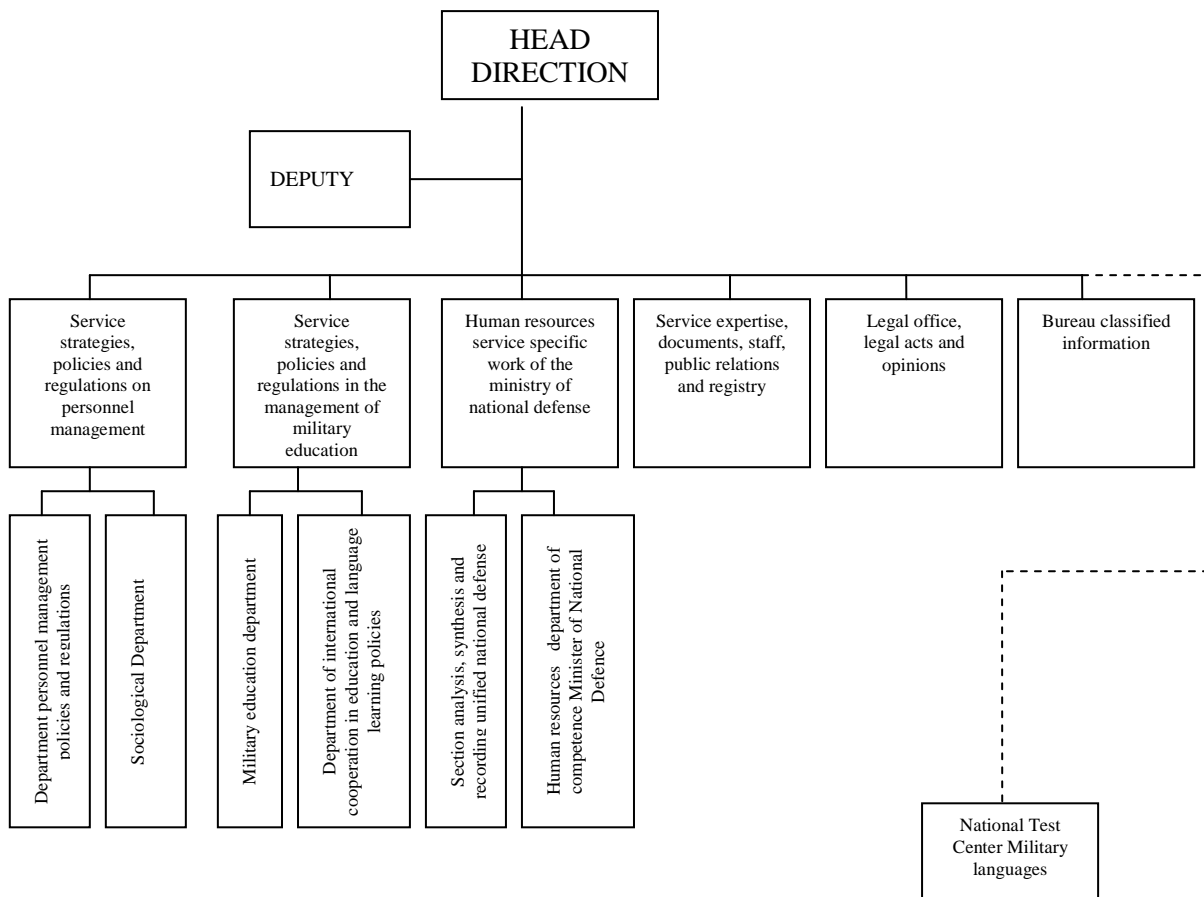 HEAD
DIRECTION
DEPUTY
Service
strategies,
policies and
regulations on
personnel
management
Service
strategies,
policies and
regulations in the
management of
military
education
Human resources
service specific
work of the
ministry of
national defense
Service expertise,
documents, staff,
public relations
and registry
Legal office,
legal acts and
opinions
Bureau classified
information
Department personnel management
policies and regulations
Sociological Department
Military education department
Department of international
cooperation in education and language
learning policies
Section analysis, synthesis and
recording unified national defense
Human resources department of
competence Minister of National
Defence
National Test
Center Military
languages